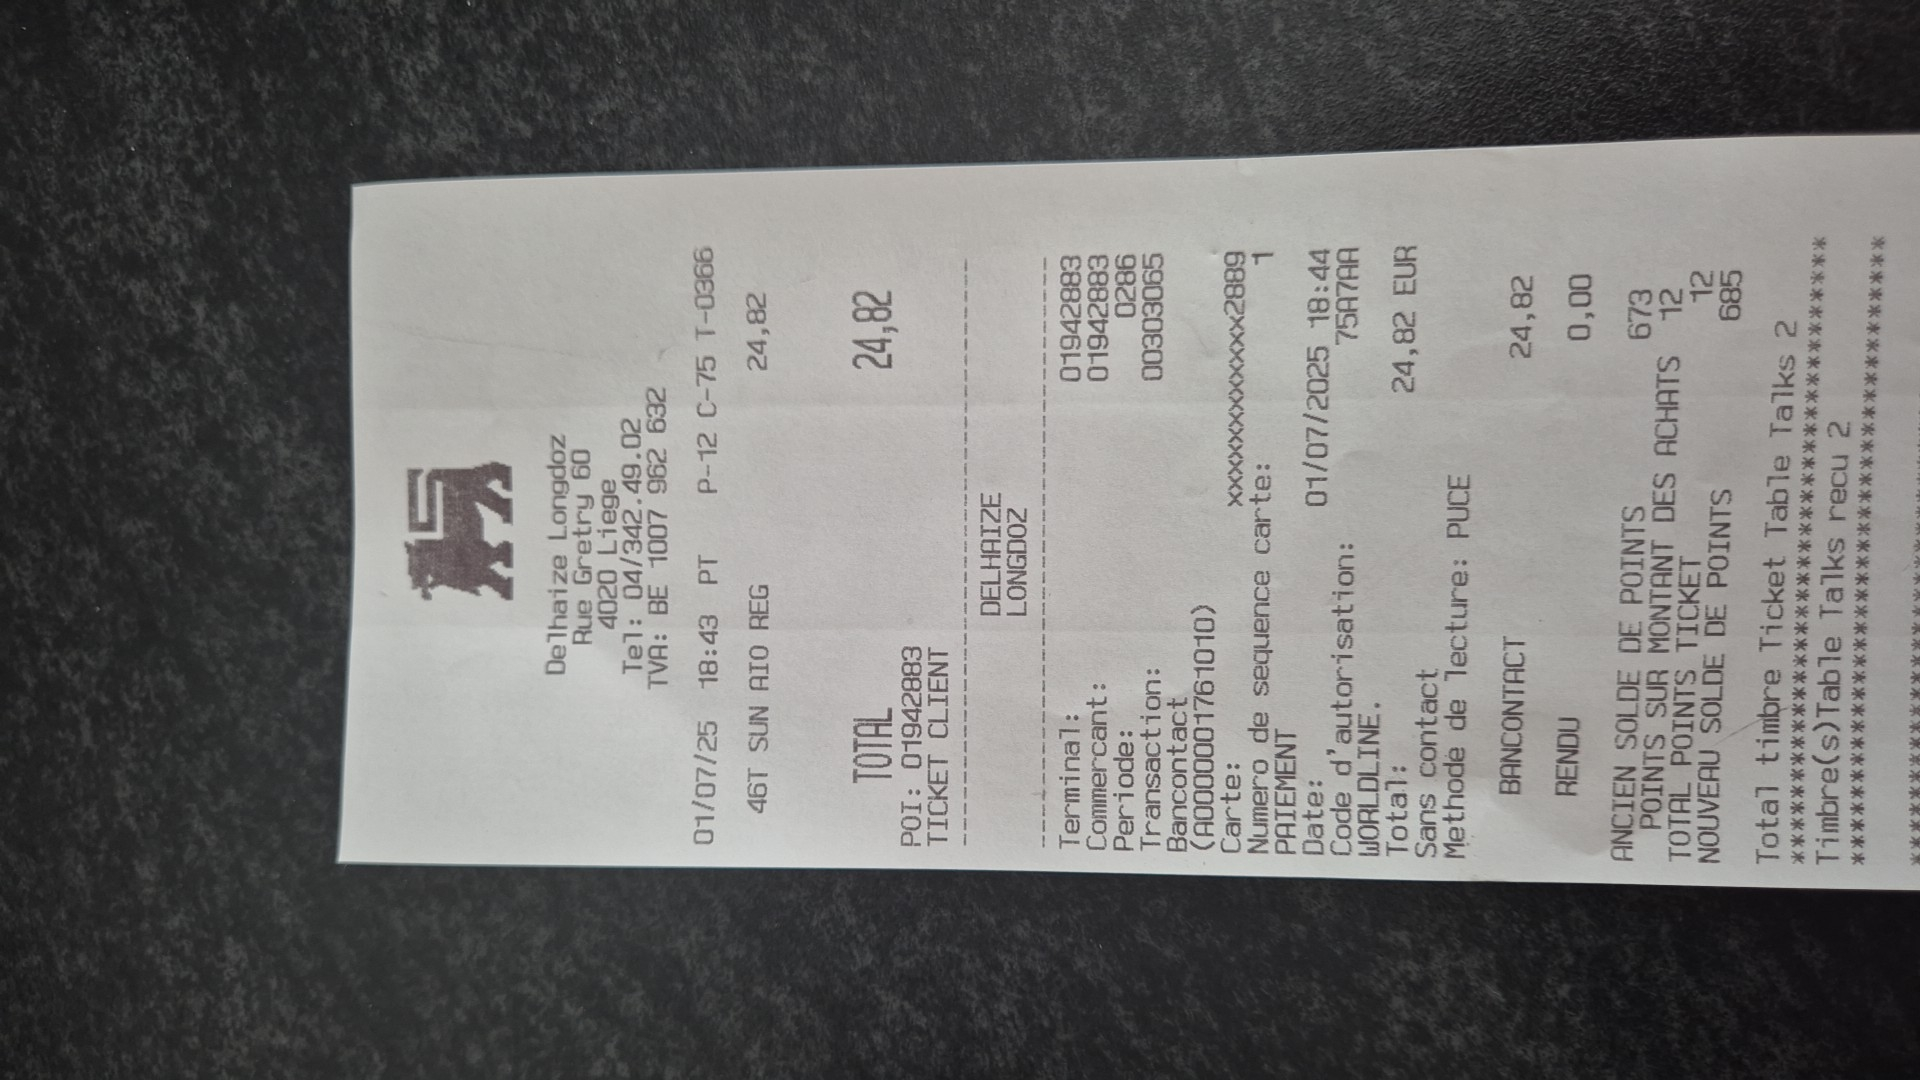 Delhaize Longdoz
Rue Gretry 60
4020 Liege
Tel: 04/342.49.02
TVA: BE 1007 962 632
01/07/25 18:43 PT P-12 C-75 T-0366
46T SUN AIO REG 24,82
TOTAL 24,82
POI: 01942883
TICKET CLIENT
--------------------------------
DELHAIZE
LONGDOZ
--------------------------------
Terminal: 01942883
Commercant: 01942883
Periode: 0286
Transaction: 00303065
Bancontact
(A0000001761010)
Carte: xxxxxxxxxxxxx2889
Numero de sequence carte: 1
PAIEMENT
Date: 01/07/2025 18:44
Code d'autorisation: 75A7AA
WORLDLINE.
Total: 24,82 EUR
Sans contact
Methode de lecture: PUCE
BANCONTACT 24,82
RENDU 0,00
ANCIEN SOLDE DE POINTS 673
POINTS SUR MONTANT DES ACHATS 12
TOTAL POINTS TICKET 12
NOUVEAU SOLDE DE POINTS 685
Total timbre Ticket Table Talks 2
****************************************
Timbre(s)Table Talks recu 2
****************************************